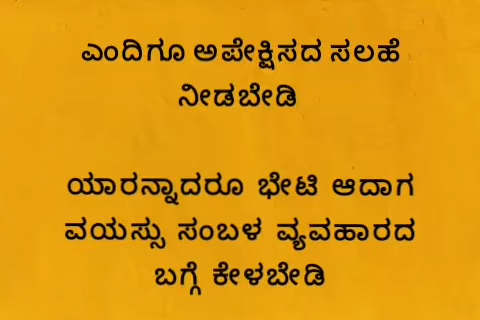 ಎಂದಿಗೂ ಅಪೇಕ್ಷಿಸದ ಸಲಹೆ
ನೀಡಬೇಡಿ
ಯಾರನ್ನಾದರೂ ಭೇಟಿ ಆದಾಗ
ವಯಸ್ಸು ಸಂಬಳ ವ್ಯವಹಾರದ
ಬಗ್ಗೆ ಕೇಳಬೇಡಿ